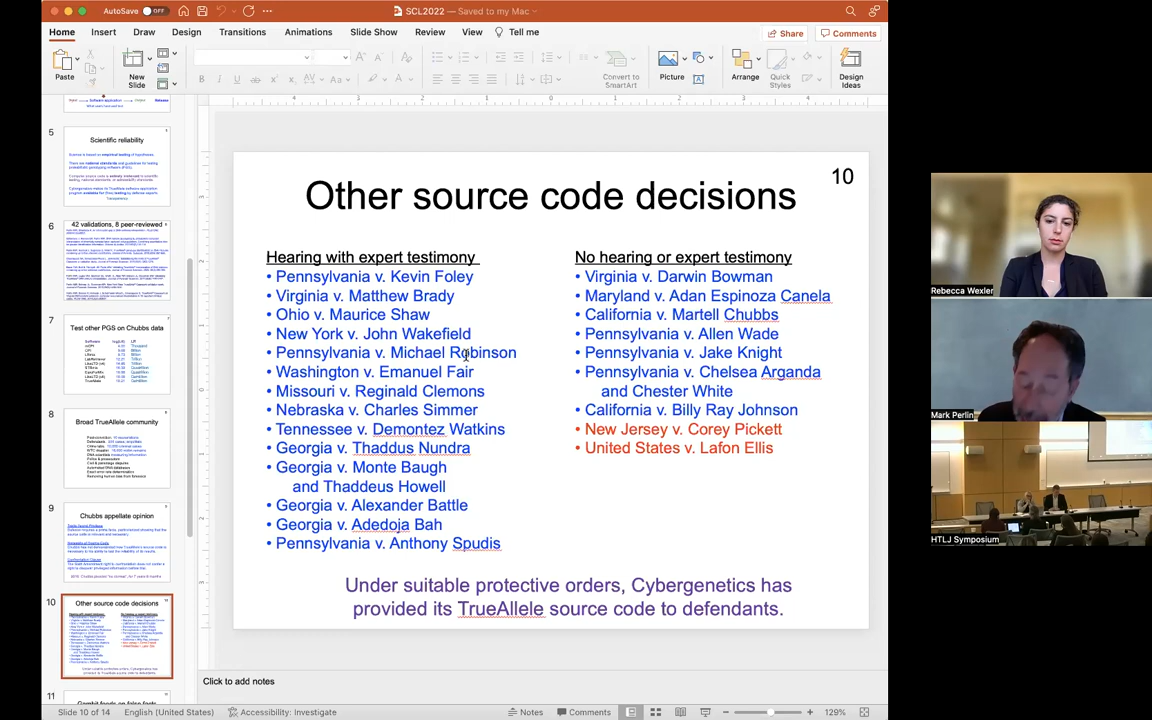 AutoSave OFF
SCL2022 — Saved to my Mac
Home Insert Draw Design Transitions Animations Slide Show Review View Tell me
Share Comments
Paste
New Slide
Convert to SmartArt
Picture
Arrange
Quick Styles
Design Ideas
5
Scientific reliability
6
42 validations, 8 peer-reviewed
7
Test other PGS on Chubbs data
8
Broad TrueAllele community
9
Chubbs appellate opinion
10
Other source code decisions
11
10
Other source code decisions
Hearing with expert testimony
• Pennsylvania v. Kevin Foley
• Virginia v. Matthew Brady
• Ohio v. Maurice Shaw
• New York v. John Wakefield
• Pennsylvania v. Michael Robinson
• Washington v. Emanuel Fair
• Missouri v. Reginald Clemons
• Nebraska v. Charles Simmer
• Tennessee v. Demontez Watkins
• Georgia v. Thaddus Nundra
• Georgia v. Monte Baugh
and Thaddeus Howell
• Georgia v. Alexander Battle
• Georgia v. Adedoja Bah
• Pennsylvania v. Anthony Spudis
No hearing or expert testimony
• Virginia v. Darwin Bowman
• Maryland v. Adan Espinoza Canela
• California v. Martell Chubbs
• Pennsylvania v. Allen Wade
• Pennsylvania v. Jake Knight
• Pennsylvania v. Chelsea Arganda
and Chester White
• California v. Billy Ray Johnson
• New Jersey v. Corey Pickett
• United States v. Lafon Ellis
Under suitable protective orders, Cybergenetics has
provided its TrueAllele source code to defendants.
Click to add notes
Slide 10 of 14 English (United States) Accessibility: Investigate Notes Comments 129%
Rebecca Wexler
Mark Perlin
HTLJ Symposium